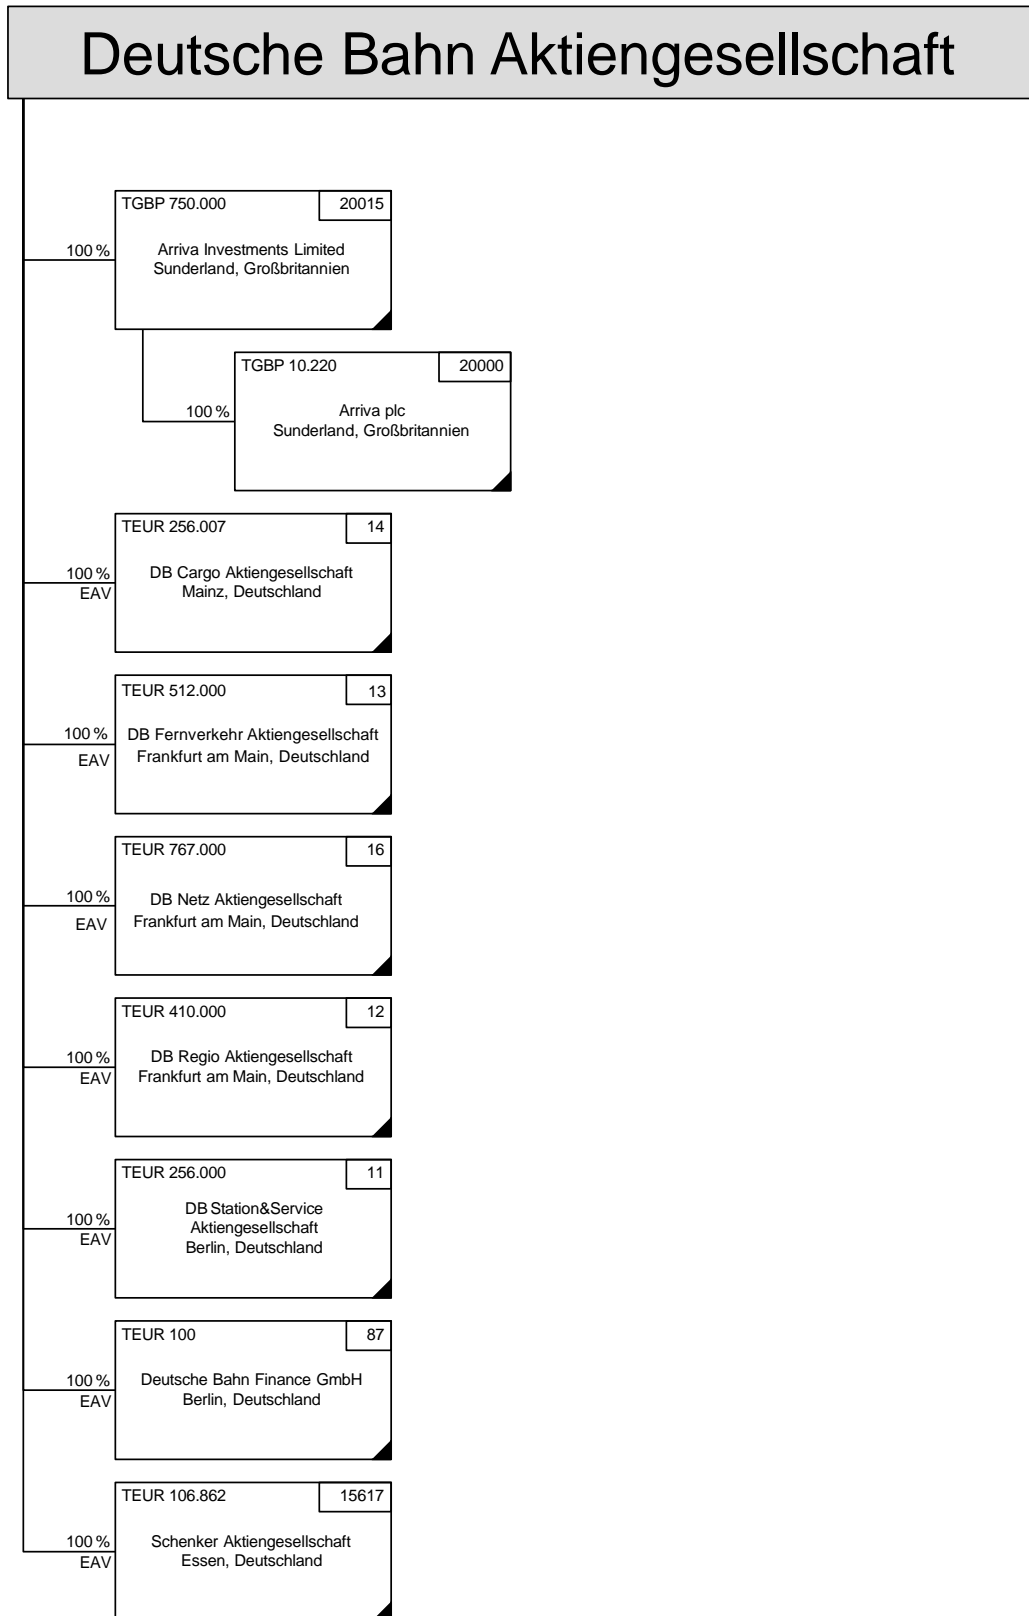 Deutsche Bahn Aktiengesellschaft
TGBP 750.000 20015
100 %
Arriva Investments Limited
Sunderland, Großbritannien
TGBP 10.220 20000
100 %
Arriva plc
Sunderland, Großbritannien
TEUR 256.007 14
100 %
EAV
DB Cargo Aktiengesellschaft
Mainz, Deutschland
TEUR 512.000 13
100 %
EAV
DB Fernverkehr Aktiengesellschaft
Frankfurt am Main, Deutschland
TEUR 767.000 16
100 %
EAV
DB Netz Aktiengesellschaft
Frankfurt am Main, Deutschland
TEUR 410.000 12
100 %
EAV
DB Regio Aktiengesellschaft
Frankfurt am Main, Deutschland
TEUR 256.000 11
100 %
EAV
DB Station&Service
Aktiengesellschaft
Berlin, Deutschland
TEUR 100 87
100 %
EAV
Deutsche Bahn Finance GmbH
Berlin, Deutschland
TEUR 106.862 15617
100 %
EAV
Schenker Aktiengesellschaft
Essen, Deutschland